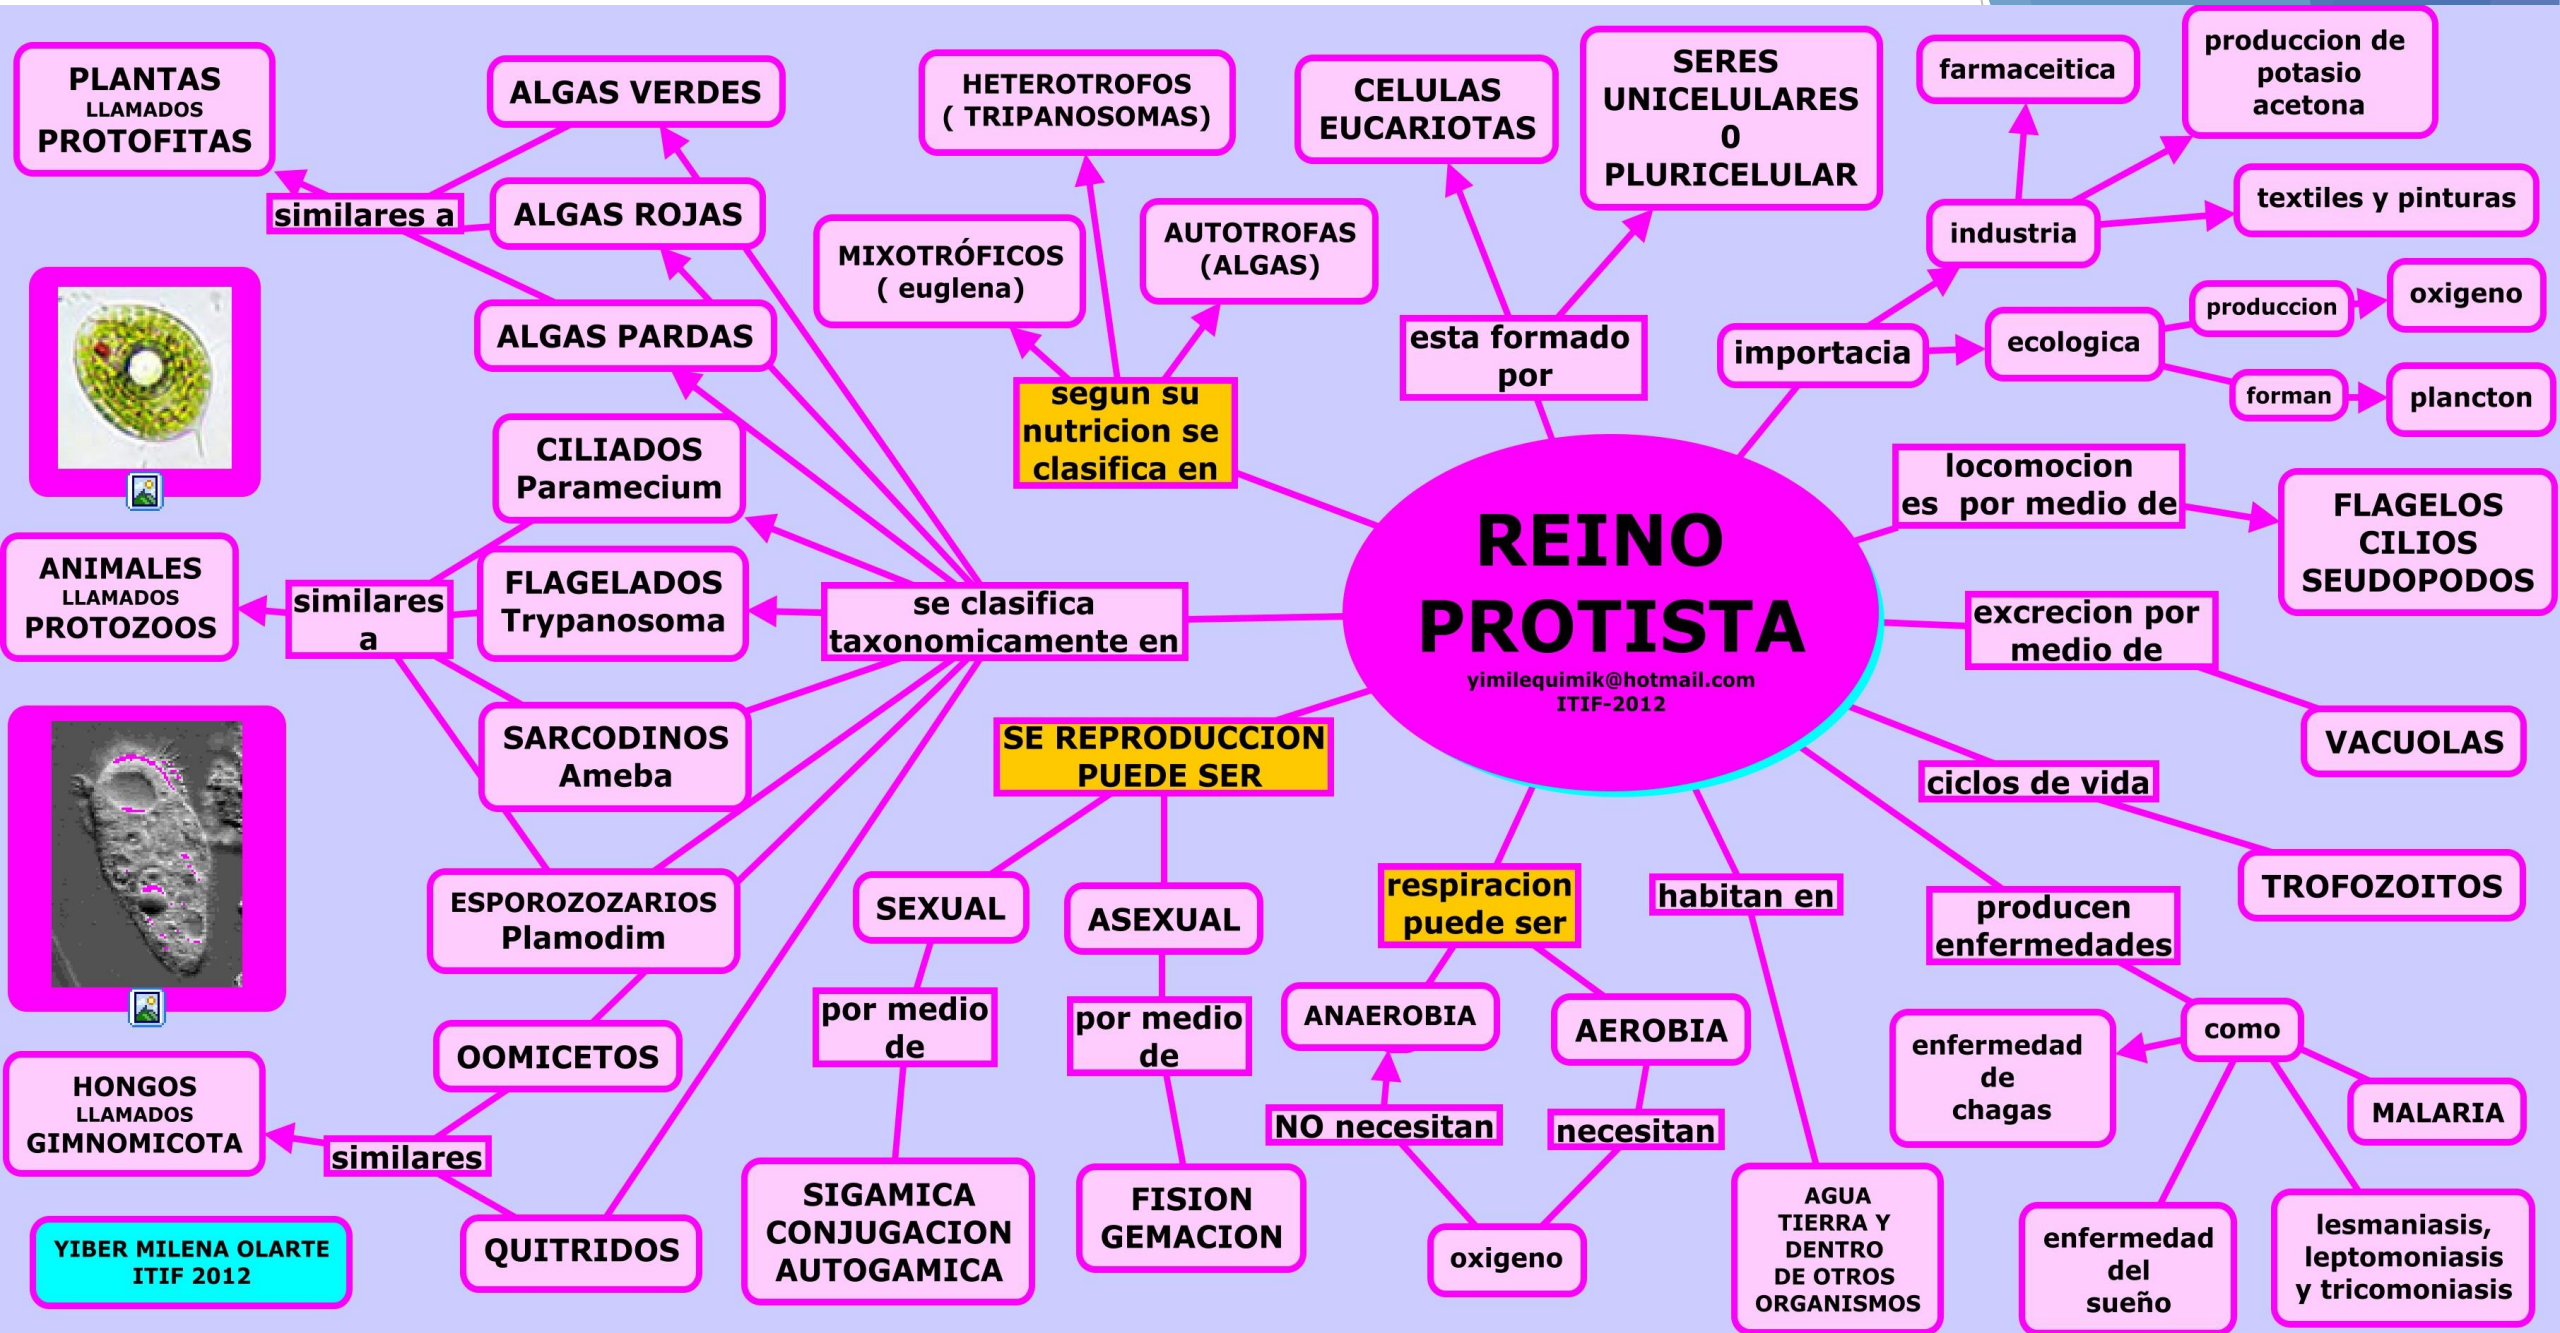 PLANTAS
LLAMADOS
PROTOFITAS
similares a
ALGAS VERDES
ALGAS ROJAS
ALGAS PARDAS
HETEROTROFOS
( TRIPANOSOMAS)
MIXOTRÓFICOS
( euglena)
AUTOTROFAS
(ALGAS)
segun su
nutricion se
clasifica en
CELULAS
EUCARIOTAS
SERES
UNICELULARES
0
PLURICELULAR
esta formado
por
farmaceitica
produccion de
potasio
acetona
textiles y pinturas
industria
importacia
ecologica
produccion
oxigeno
forman
plancton
locomocion
es por medio de
FLAGELOS
CILIOS
SEUDOPODOS
excrecion por
medio de
VACUOLAS
ciclos de vida
TROFOZOITOS
REINO
PROTISTA
yimilequimik@hotmail.com
ITIF-2012
ANIMALES
LLAMADOS
PROTOZOOS
similares
a
CILIADOS
Paramecium
FLAGELADOS
Trypanosoma
SARCODINOS
Ameba
ESPOROZOZARIOS
Plamodim
se clasifica
taxonomicamente en
OOMICETOS
HONGOS
LLAMADOS
GIMNOMICOTA
similares
QUITRIDOS
YIBER MILENA OLARTE
ITIF 2012
SE REPRODUCCION
PUEDE SER
SEXUAL
por medio
de
SIGAMICA
CONJUGACION
AUTOGAMICA
ASEXUAL
por medio
de
FISION
GEMACION
respiracion
puede ser
ANAEROBIA
AEROBIA
NO necesitan
necesitan
oxigeno
habitan en
AGUA
TIERRA Y
DENTRO
DE OTROS
ORGANISMOS
producen
enfermedades
como
enfermedad
de
chagas
MALARIA
enfermedad
del
sueño
lesmaniasis,
leptomoniasis
y tricomoniasis